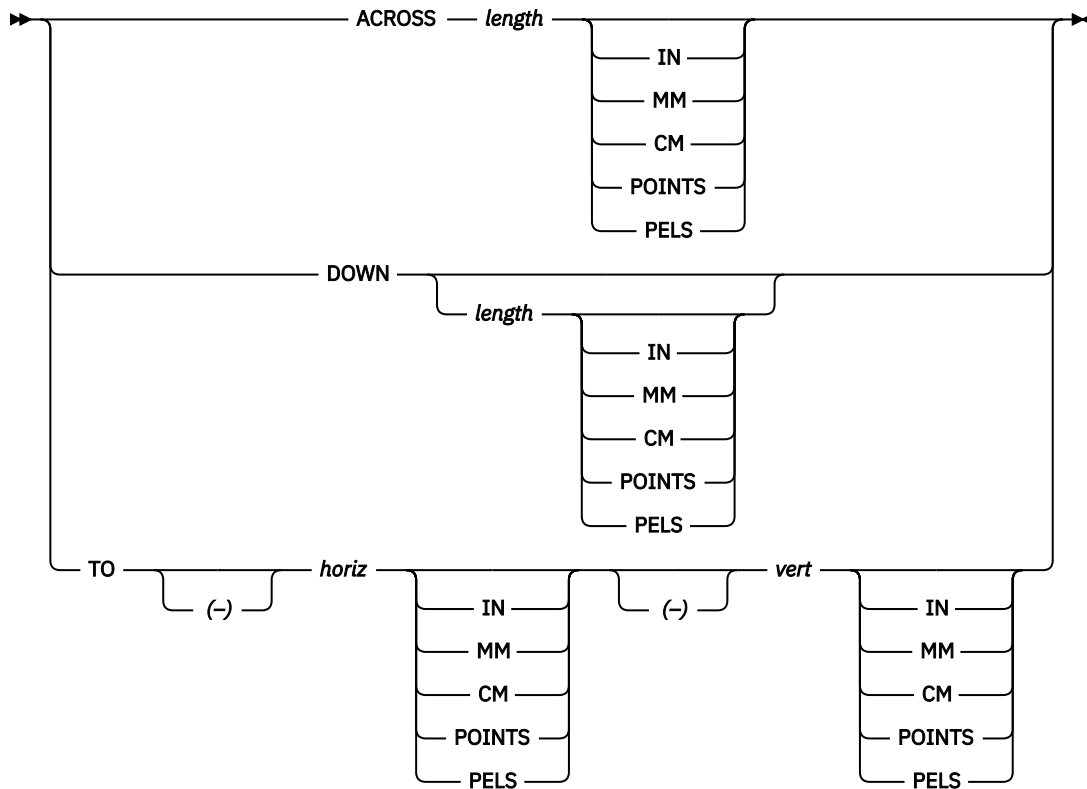 ACROSS length
IN
MM
CM
POINTS
PELS
DOWN
length
IN
MM
CM
POINTS
PELS
TO horiz vert
(–) (–)
IN IN
MM MM
CM CM
POINTS POINTS
PELS PELS